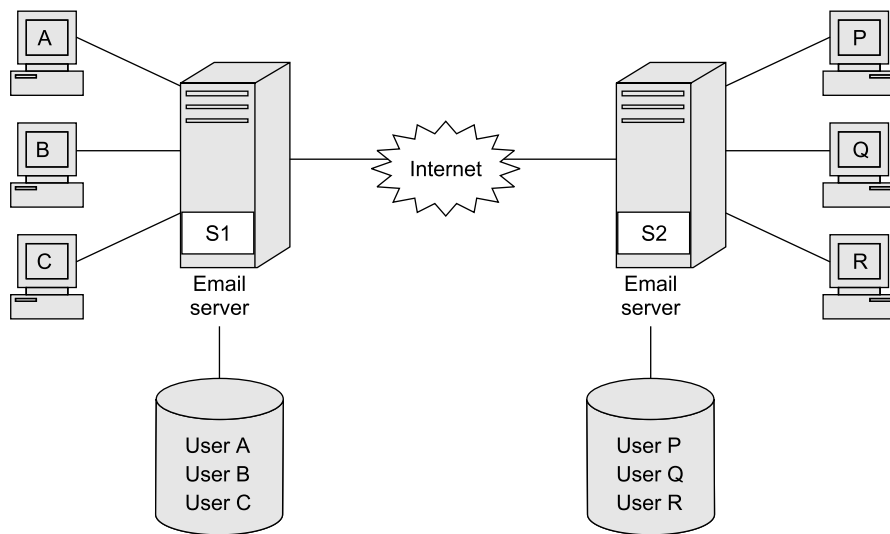 A
B
C
S1
Email
server
User A
User B
User C
Internet
S2
Email
server
User P
User Q
User R
P
Q
R